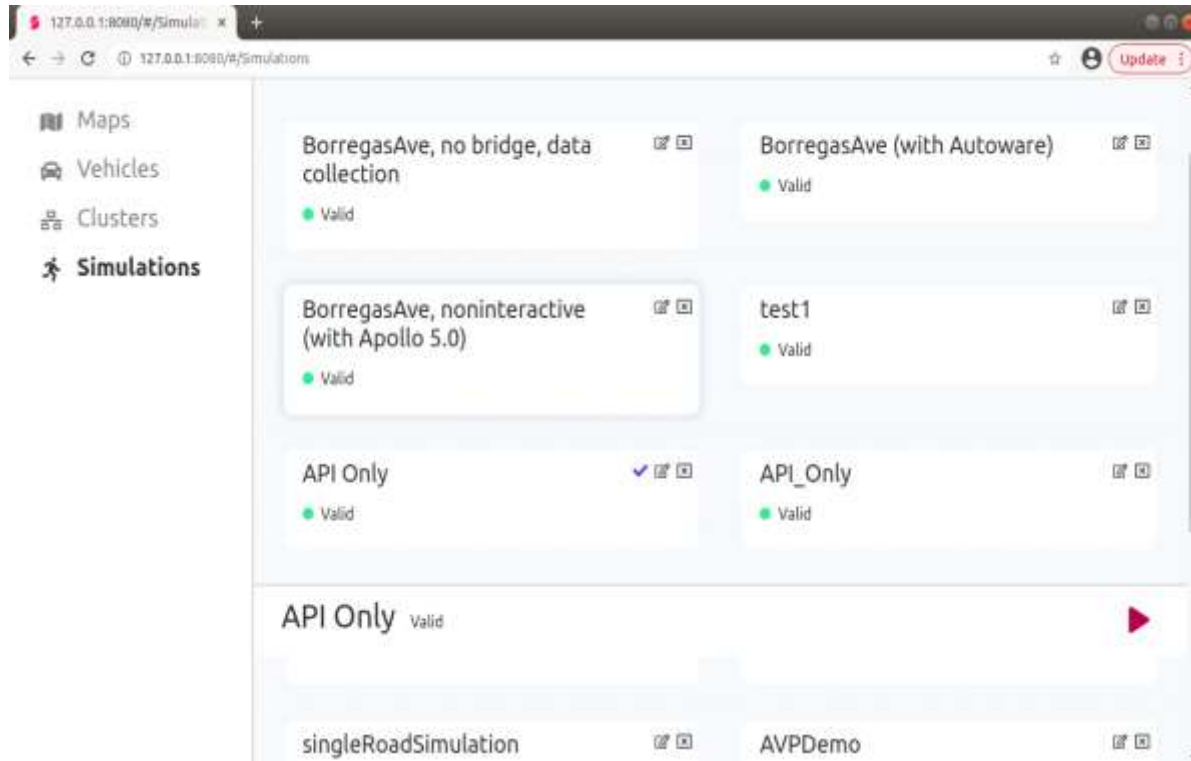 127.0.0.1:8080/#/Simulat
127.0.0.1:8080/#/Simulations
Update
Maps
Vehicles
Clusters
Simulations
BorregasAve, no bridge, data
collection
Valid
BorregasAve (with Autoware)
Valid
BorregasAve, noninteractive
(with Apollo 5.0)
Valid
test1
Valid
API Only
Valid
API_Only
Valid
API Only Valid
singleRoadSimulation
AVPDemo